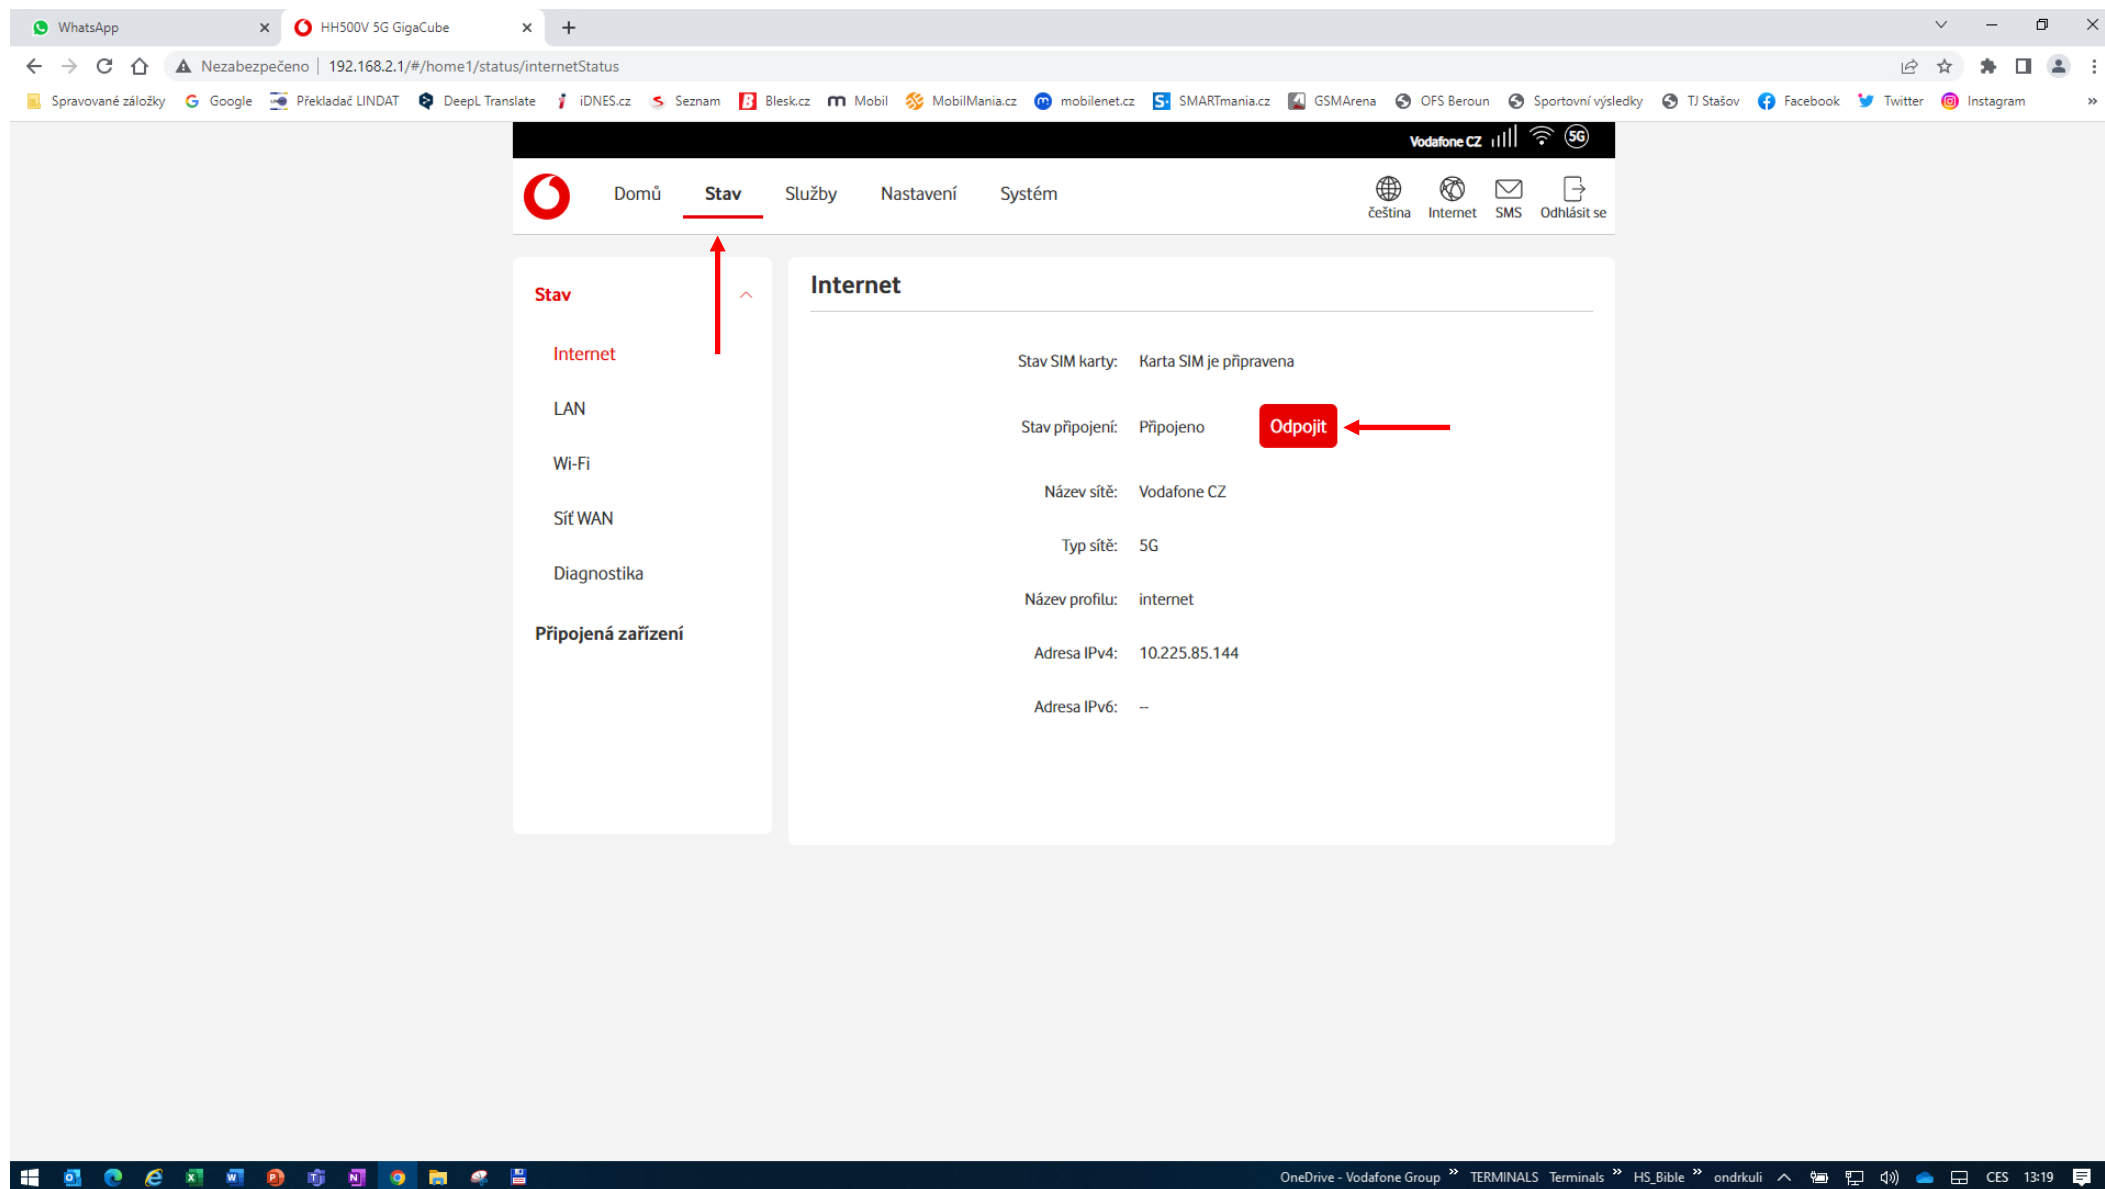 WhatsApp
HH500V 5G GigaCube
Nezabezpečeno | 192.168.2.1/#/home1/status/internetStatus
Spravované záložky Google Překladač LINDAT DeepL Translate iDNES.cz Seznam Blesk.cz Mobil MobilMania.cz mobilenet.cz SMARTmania.cz GSMArena OFS Beroun Sportovní výsledky TJ Stašov Facebook Twitter Instagram »
Vodafone CZ 5G
Domů Stav Služby Nastavení Systém
čeština Internet SMS Odhlásit se
Stav
Internet
LAN
Wi-Fi
Síť WAN
Diagnostika
Připojená zařízení
Internet
Stav SIM karty: Karta SIM je připravena
Stav připojení: Připojeno Odpojit
Název sítě: Vodafone CZ
Typ sítě: 5G
Název profilu: internet
Adresa IPv4: 10.225.85.144
Adresa IPv6: --
OneDrive - Vodafone Group » TERMINALS Terminals » HS_Bible » ondrkuli CES 13:19